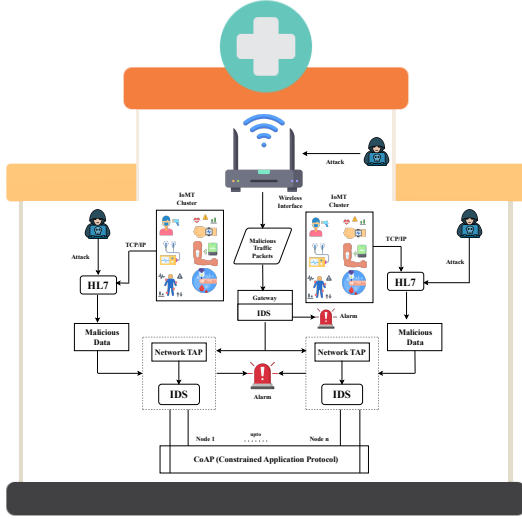 Attack
IoMT
Cluster
Wireless
Interface
IoMT
Cluster
TCP/IP
Malicious
Traffic
Packets
TCP/IP
Attack
HL7
Attack
HL7
Gateway
IDS
Alarm
Malicious
Data
Malicious
Data
Network TAP
IDS
Alarm
Network TAP
IDS
Node 1
upto
.......
Node n
CoAP (Constrained Application Protocol)